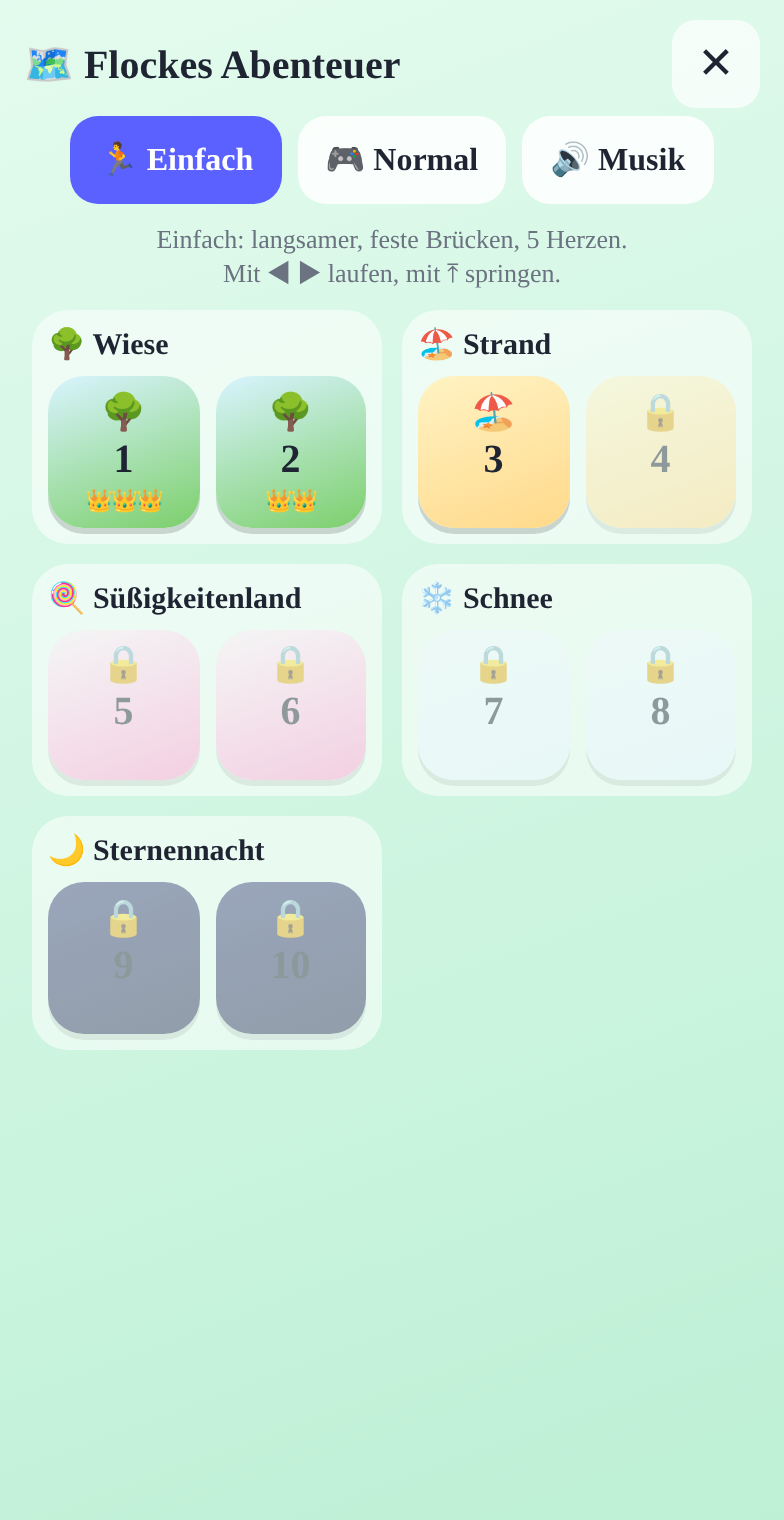 Flockes Abenteuer
Einfach
Normal
Musik
Einfach: langsamer, feste Brücken, 5 Herzen.
Mit ◀ ▶ laufen, mit ⤒ springen.
Wiese
1
2
Strand
3
4
Süßigkeitenland
5
6
Schnee
7
8
Sternennacht
9
10